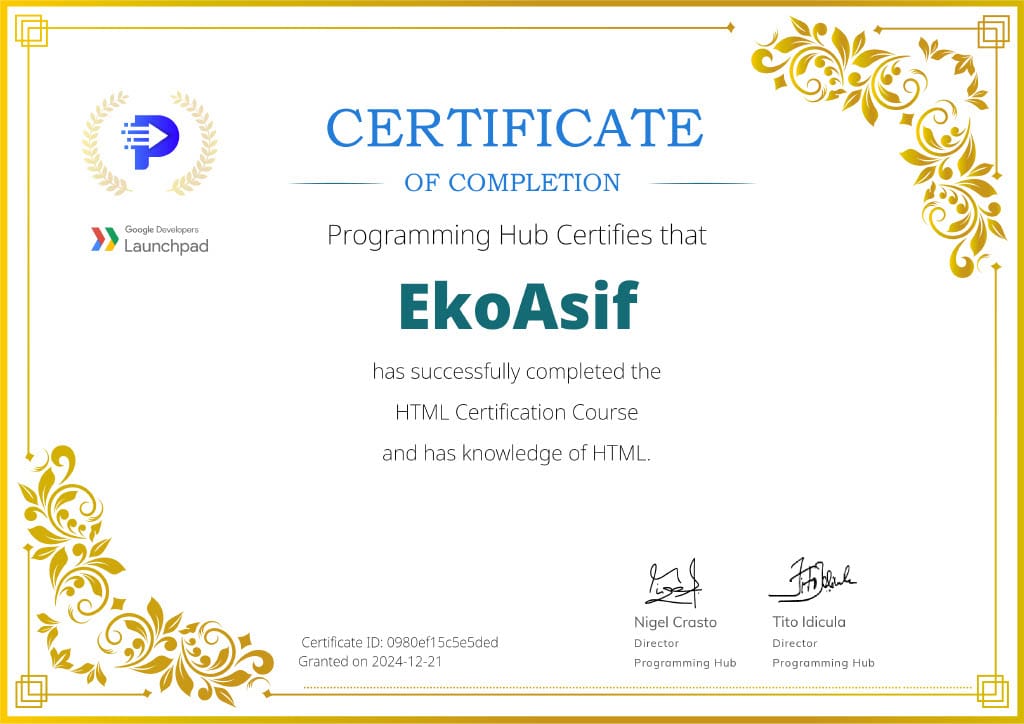 CERTIFICATE
OF COMPLETION
Google Developers
Launchpad
Programming Hub Certifies that
EkoAsif
has successfully completed the
HTML Certification Course
and has knowledge of HTML.
Nigel Crasto
Director
Programming Hub
Tito Idicula
Director
Programming Hub
Certificate ID: 0980ef15c5e5ded
Granted on 2024-12-21